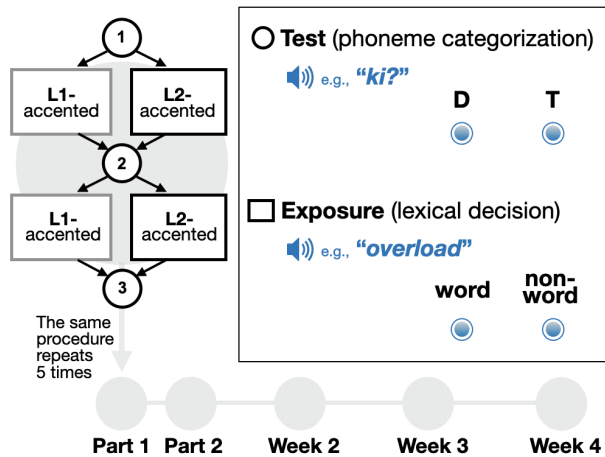 1
L1-
accented
L2-
accented
2
L1-
accented
L2-
accented
3
The same
procedure
repeats
5 times
Test (phoneme categorization)
e.g., “ki?”
D T
Exposure (lexical decision)
e.g., “overload”
word
non-
word
Part 1 Part 2 Week 2 Week 3 Week 4